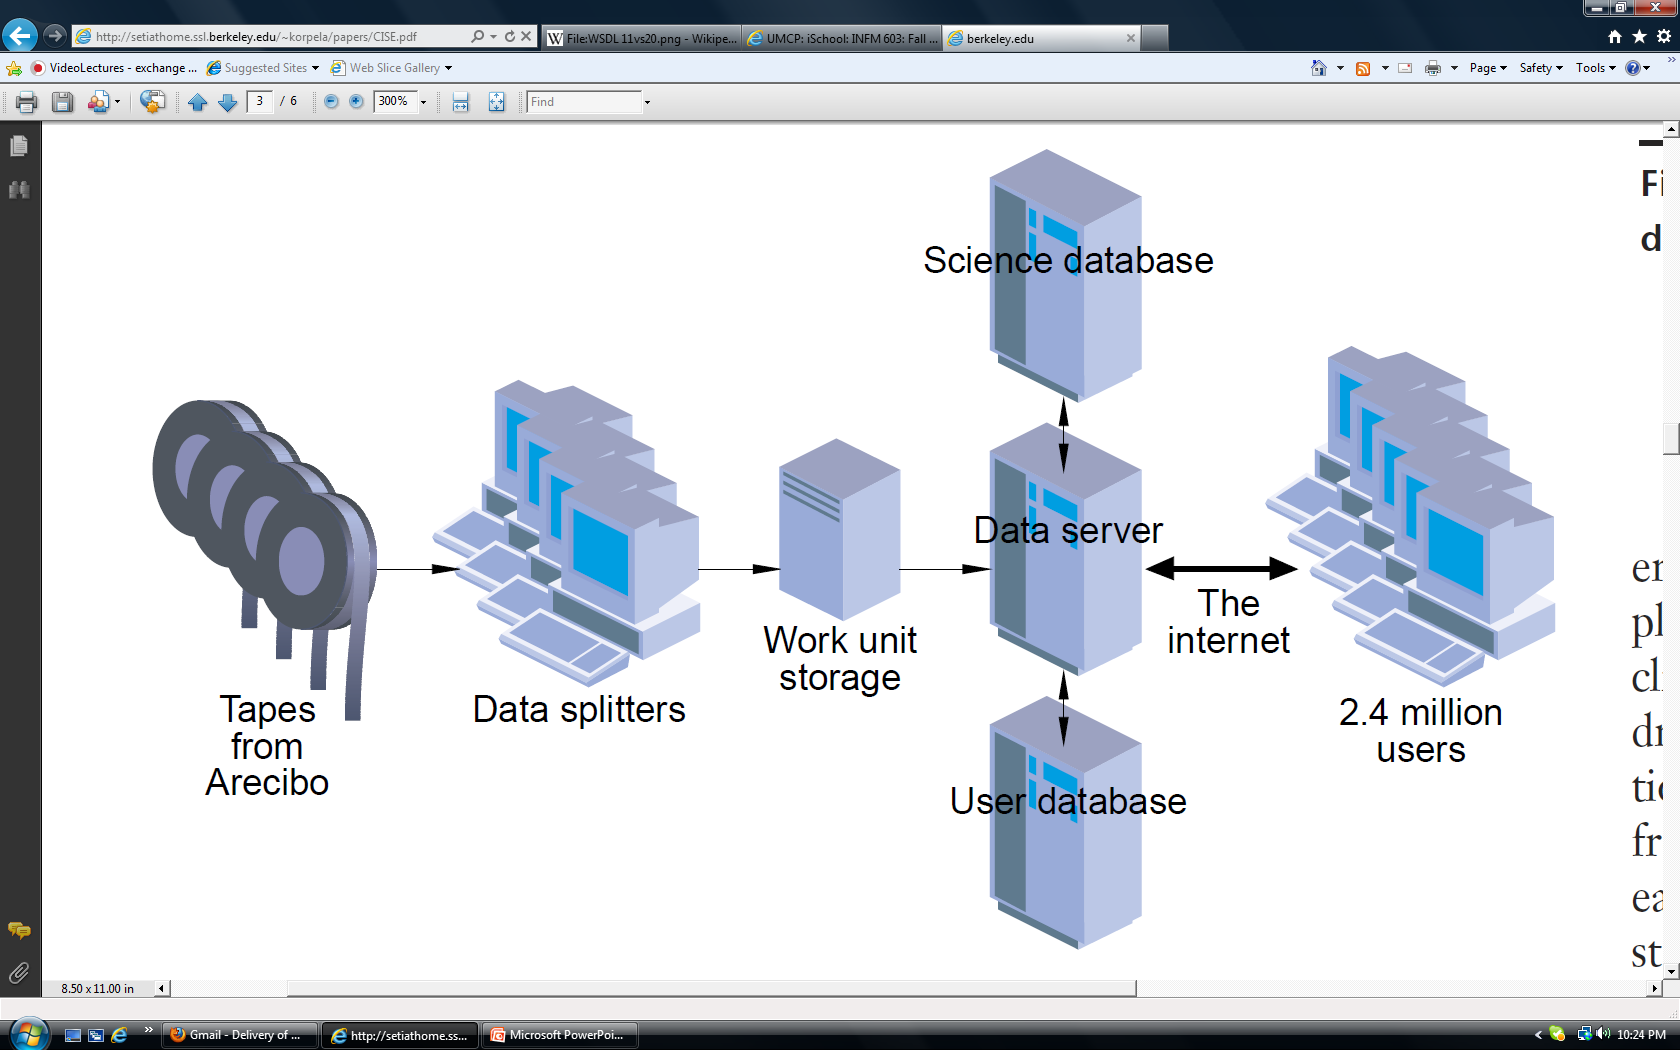 http://setiathome.ssl.berkeley.edu/~korpela/papers/CISE.pdf
File:WSDL 11vs20.png - Wikipe...
UMCP: iSchool: INFM 603: Fall ...
berkeley.edu
VideoLectures - exchange ...
Suggested Sites
Web Slice Gallery
Page
Safety
Tools
3 / 6
300%
Find
Science database
Data server
User database
The
internet
Work unit
storage
Data splitters
Tapes
from
Arecibo
2.4 million
users
8.50 x 11.00 in
Gmail - Delivery of ...
http://setiathome.ss...
Microsoft PowerPoi...
10:24 PM